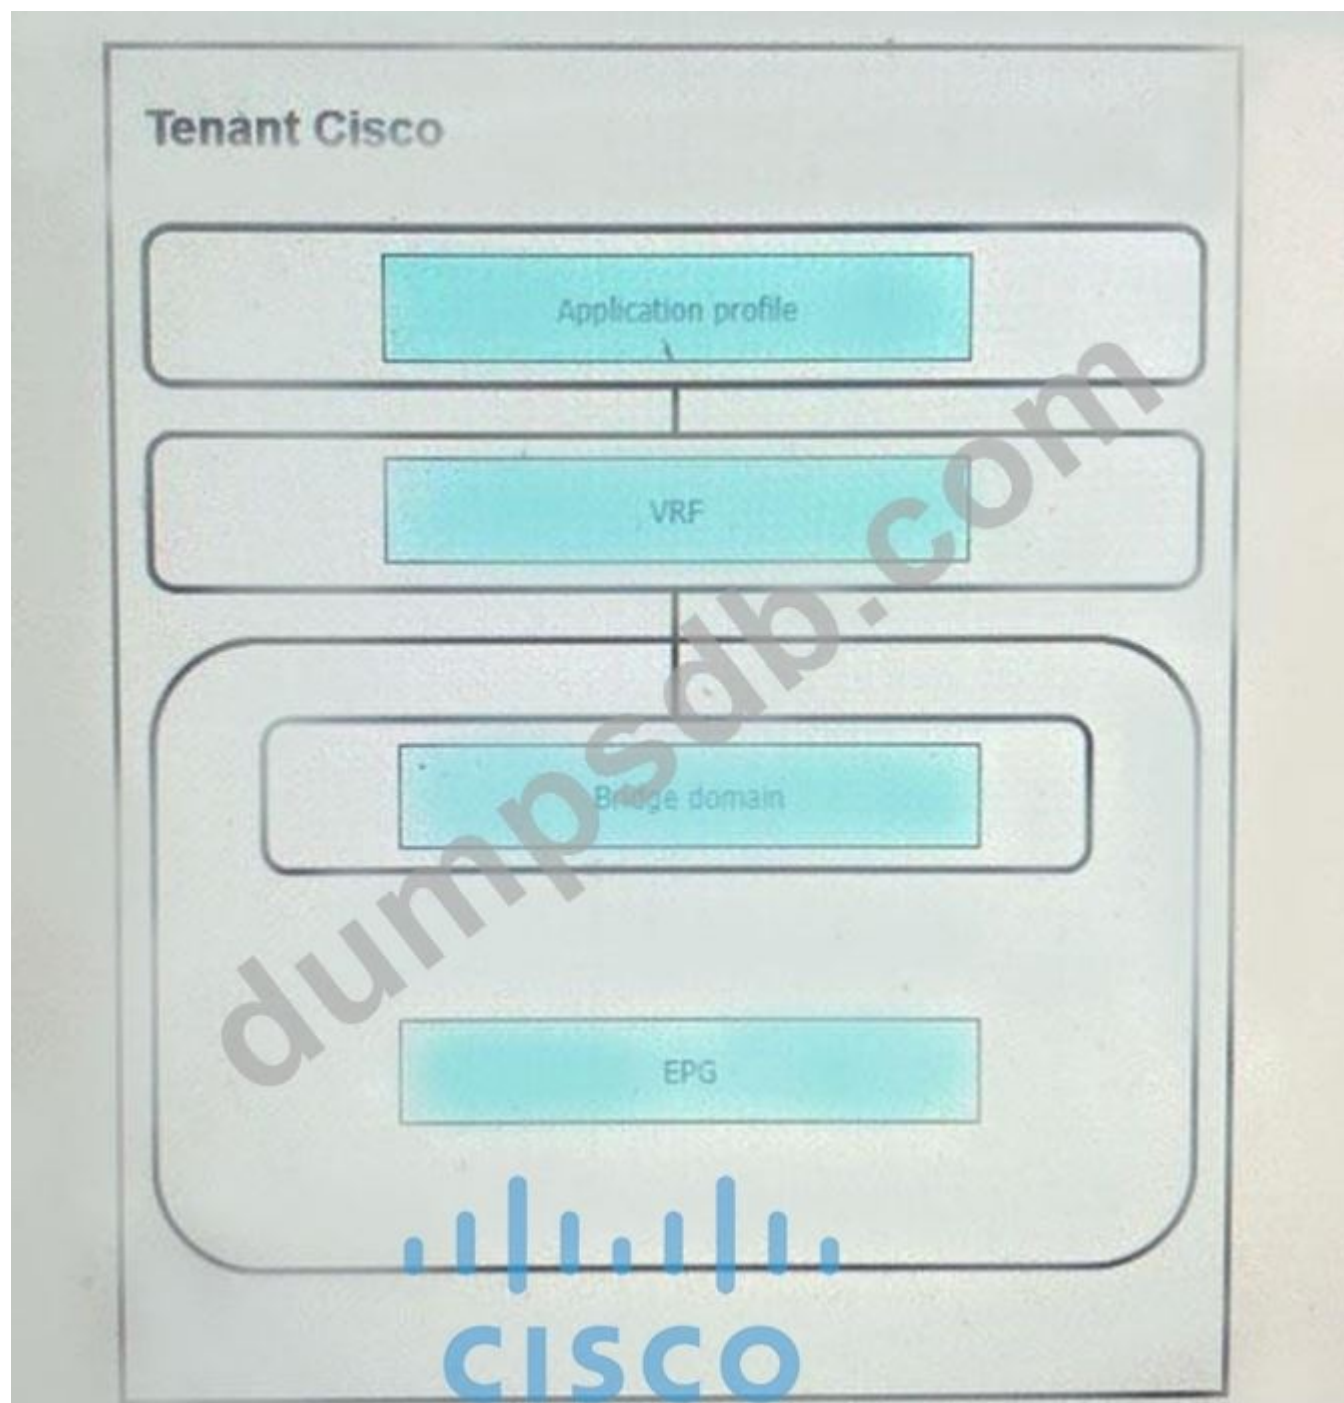 Tenant Cisco
Application profile
VRF
Bridge domain
EPG
dumpsdb.com
CISCO